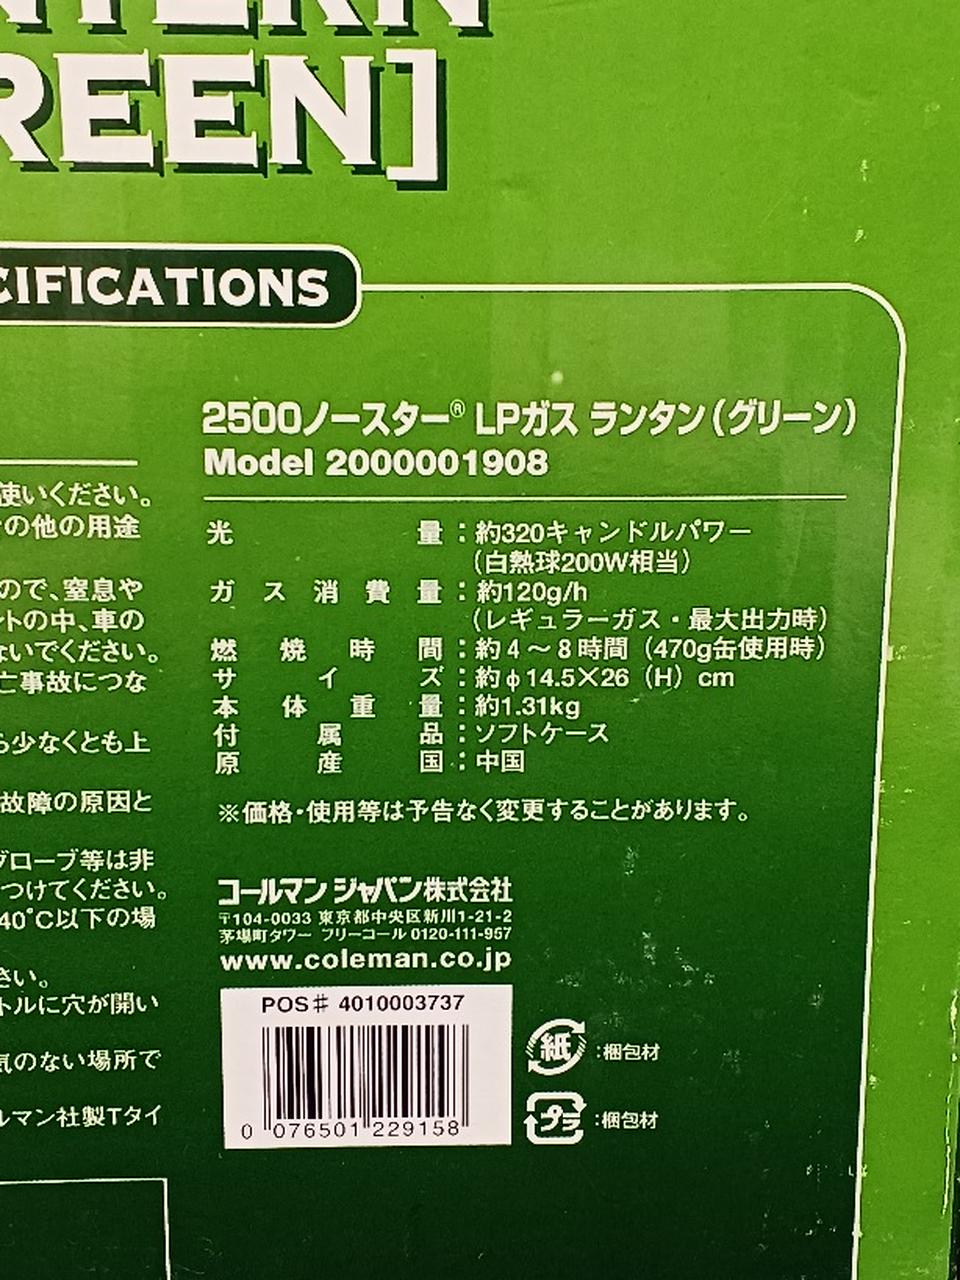 REEN]
CIFICATIONS
使いください。
の他の用途
ので、窒息や
ントの中、車の
ないでください。
亡事故につな
ら少なくとも上
故障の原因と
グローブ等は非
つけてください。
40°C以下の場
さい。
トルに穴が開い
気のない場所で
ルマン社製Tタイ
2500ノースター® LPガス ランタン（グリーン）
Model 2000001908
光量：約320キャンドルパワー
（白熱球200W相当）
ガス消費量：約120g/h
（レギュラーガス・最大出力時）
燃焼時間：約４〜８時間（470g缶使用時）
サイズ：約φ14.5×26（H）cm
本体重量：約1.31kg
付属品：ソフトケース
原産国：中国
※価格・使用等は予告なく変更することがあります。
コールマン ジャパン株式会社
〒104-0033 東京都中央区新川1-21-2
茅場町タワー フリーコール 0120-111-957
www.coleman.co.jp
POS# 4010003737
0 076501 229158
紙：梱包材
プラ：梱包材